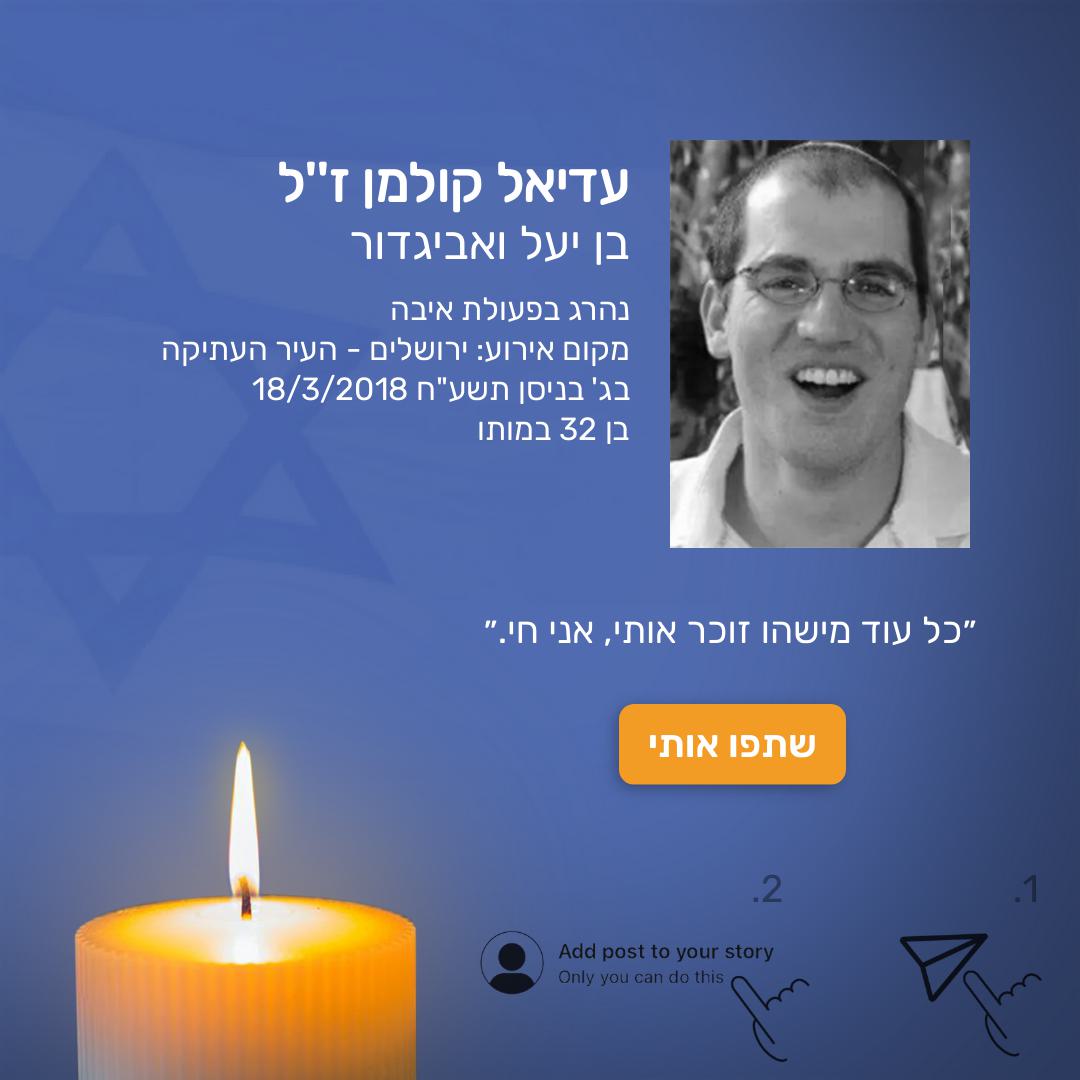 עדיאל קולמן ז"ל
בן יעל ואביגדור
נהרג בפעולת איבה
מקום אירוע: ירושלים - העיר העתיקה
בג' בניסן תשע"ח 18/3/2018
בן 32 במותו
״כל עוד מישהו זוכר אותי, אני חי.״
שתפו אותי
1.
2.
Add post to your story
Only you can do this